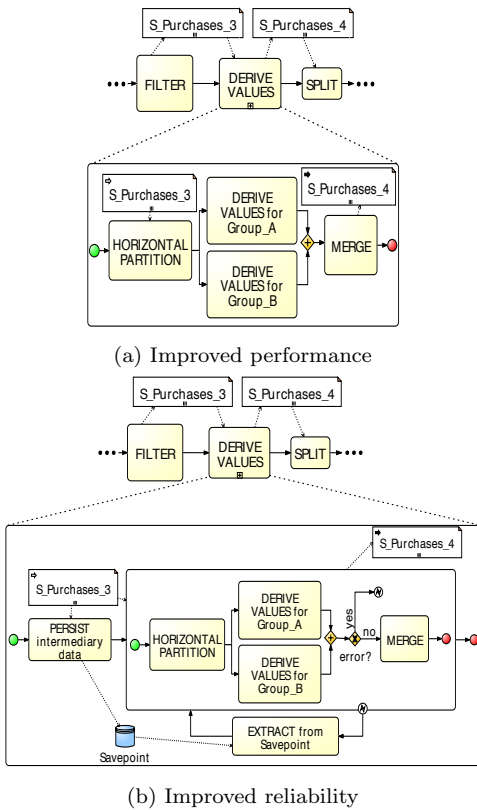 S_Purchases_3
S_Purchases_4
FILTER
DERIVE
VALUES
SPLIT
S_Purchases_3
S_Purchases_4
DERIVE
VALUES for
Group_A
HORIZONTAL
PARTITION
MERGE
DERIVE
VALUES for
Group_B
(a) Improved performance
S_Purchases_3
S_Purchases_4
FILTER
DERIVE
VALUES
SPLIT
S_Purchases_4
S_Purchases_3
DERIVE
VALUES for
Group_A
yes
PERSIST
intermediary
data
HORIZONTAL
PARTITION
no
MERGE
error?
DERIVE
VALUES for
Group_B
EXTRACT from
Savepoint
Savepoint
(b) Improved reliability